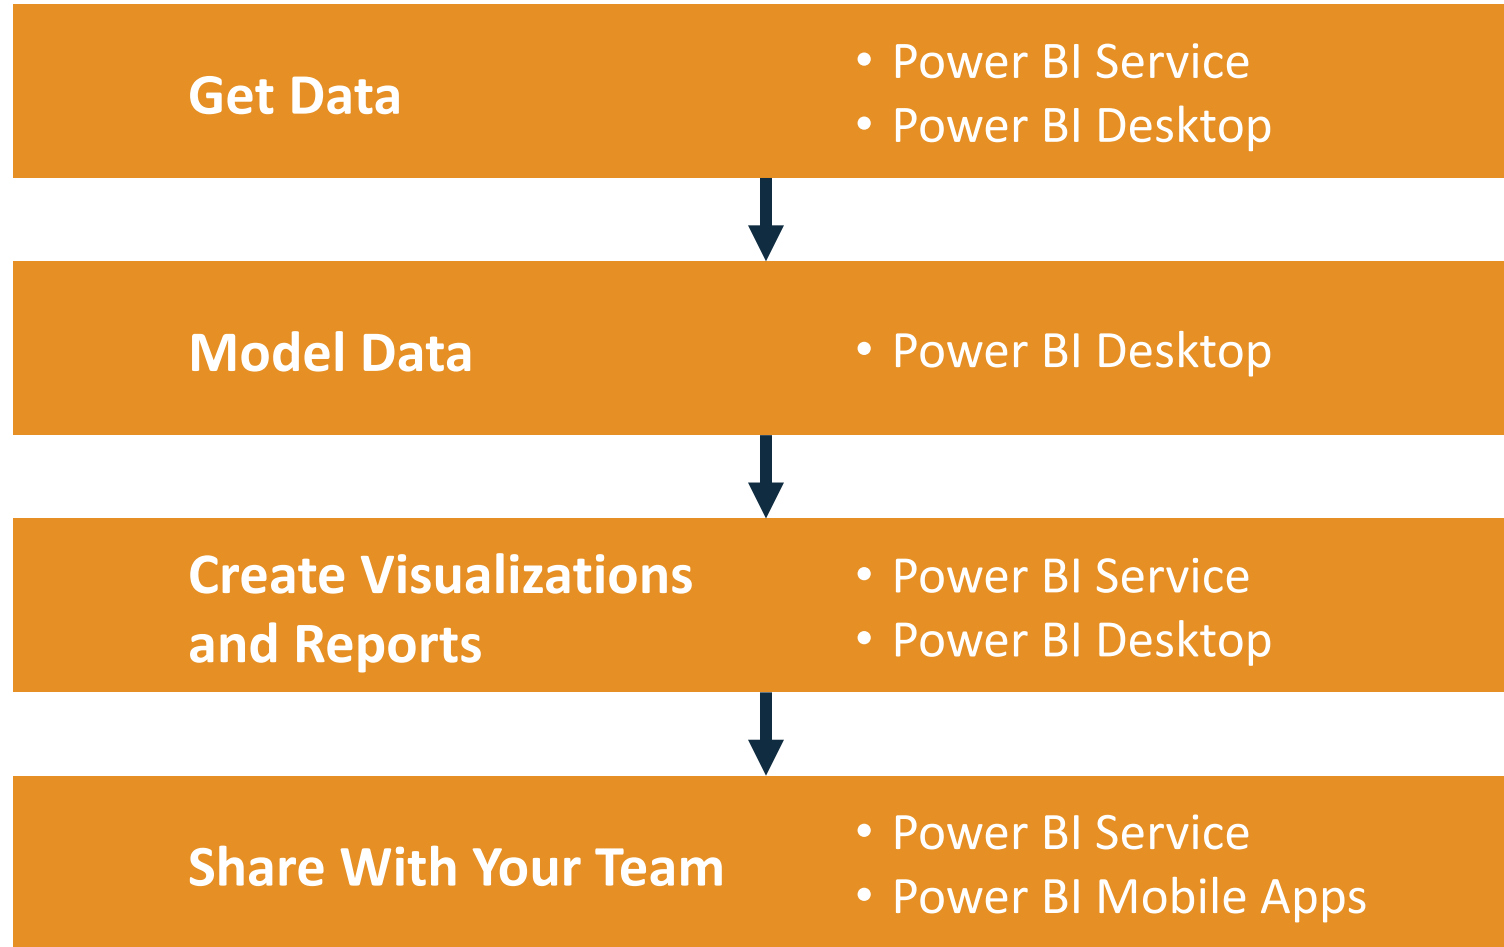 Get Data
• Power BI Service
• Power BI Desktop
Model Data
• Power BI Desktop
Create Visualizations
and Reports
• Power BI Service
• Power BI Desktop
Share With Your Team
• Power BI Service
• Power BI Mobile Apps